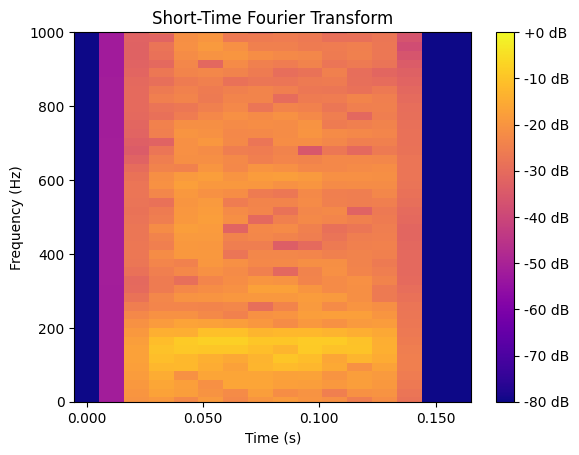 Short-Time Fourier Transform
1000
800
600
400
200
0
Frequency (Hz)
0.000
0.050
0.100
0.150
Time (s)
+0 dB
-10 dB
-20 dB
-30 dB
-40 dB
-50 dB
-60 dB
-70 dB
-80 dB